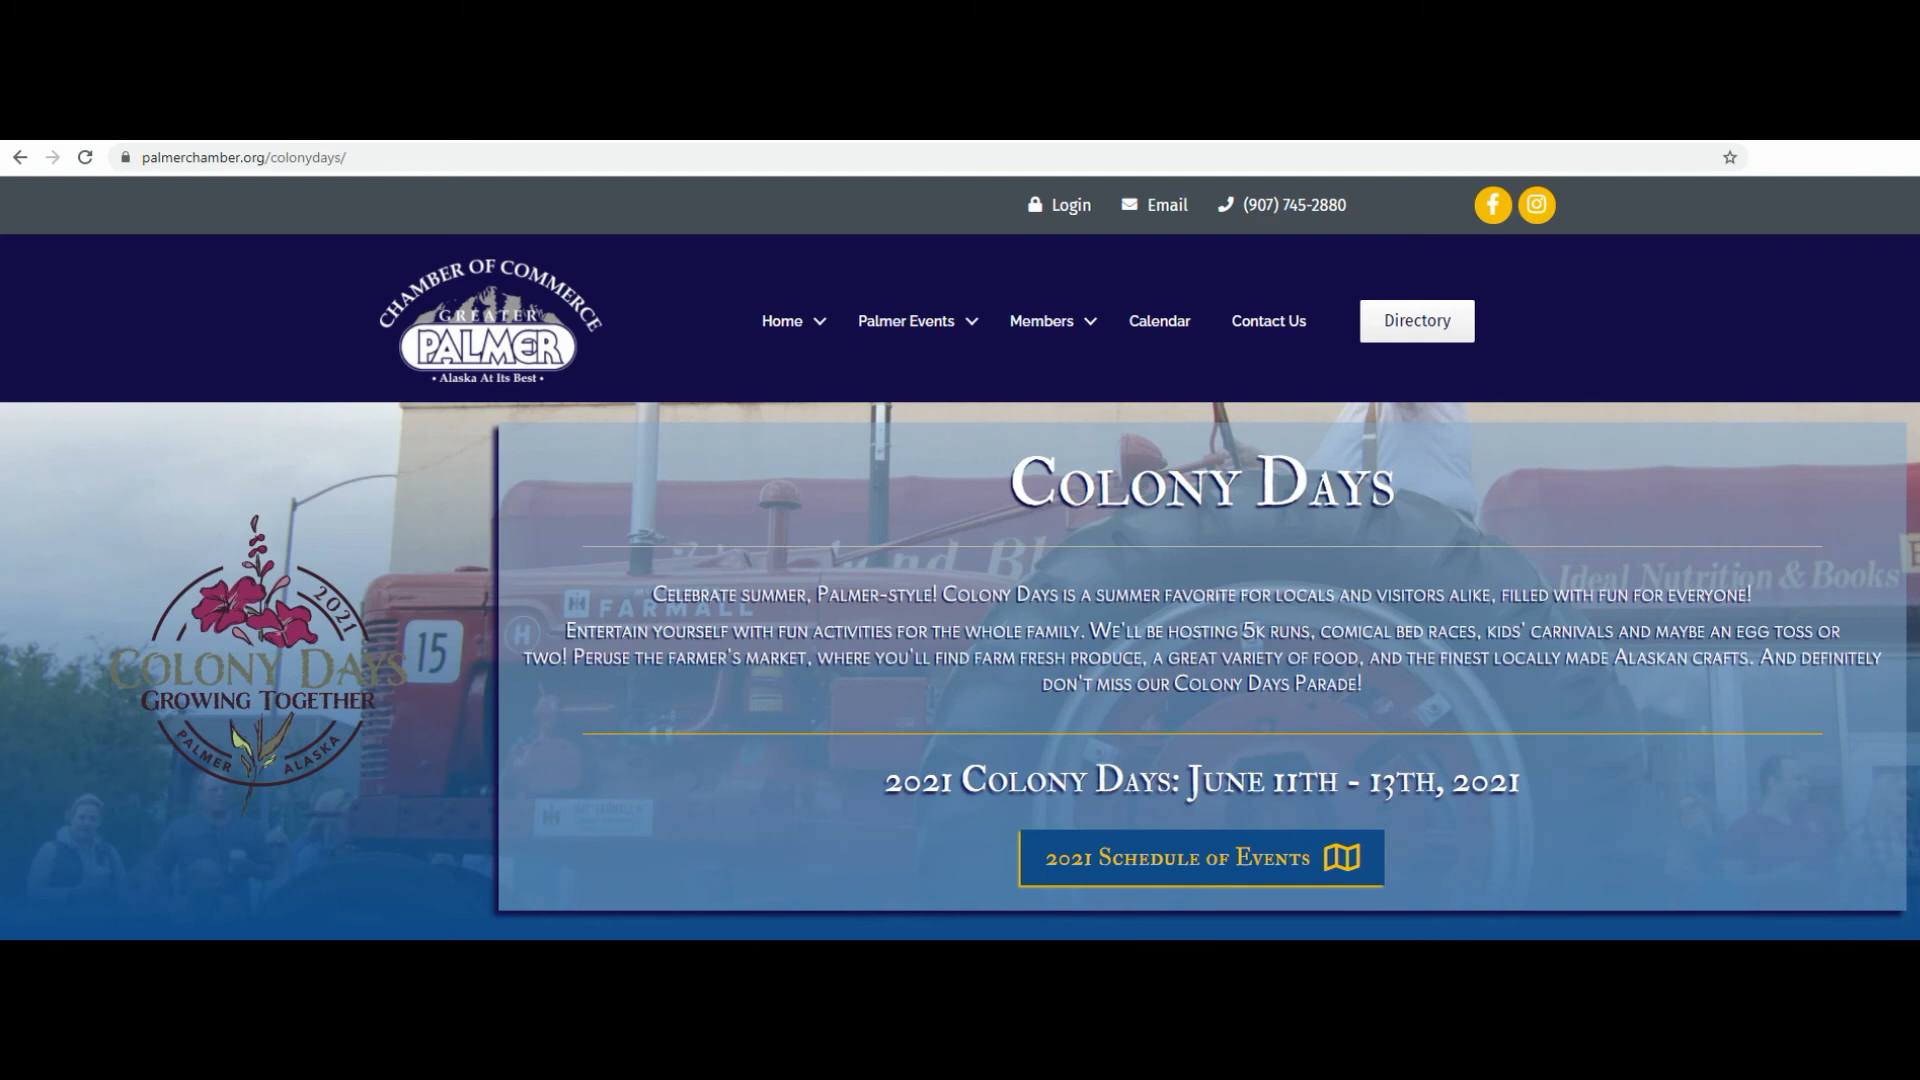 palmerchamber.org/colonydays/
Login Email (907) 745-2880
CHAMBER OF COMMERCE
GREATER
PALMER
• Alaska At Its Best •
Home Palmer Events Members Calendar Contact Us Directory
Colony Days
Celebrate summer, Palmer-style! Colony Days is a summer favorite for locals and visitors alike, filled with fun for everyone!
Entertain yourself with fun activities for the whole family. We'll be hosting 5k runs, comical bed races, kids' carnivals and maybe an egg toss or
two! Peruse the farmer's market, where you'll find farm fresh produce, a great variety of food, and the finest locally made Alaskan crafts. And definitely
don't miss our Colony Days Parade!
2021 Colony Days: June 11th - 13th, 2021
2021 Schedule of Events
2021
Colony Days
Growing Together
PALMER ALASKA
15
FARMALL
Ideal Nutrition & Books